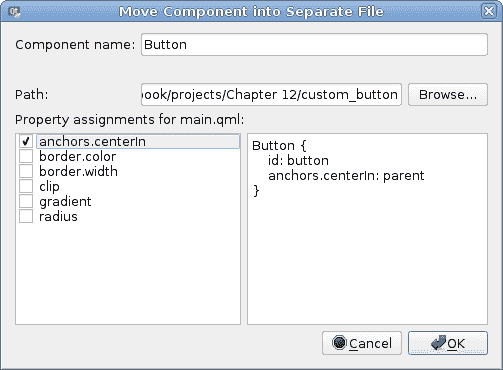 Move Component into Separate File
Component name: Button
Path: book/projects/Chapter 12/custom_button Browse...
Property assignments for main.qml:
anchors.centerIn
border.color
border.width
clip
gradient
radius
Button {
id: button
anchors.centerIn: parent
}
Cancel OK